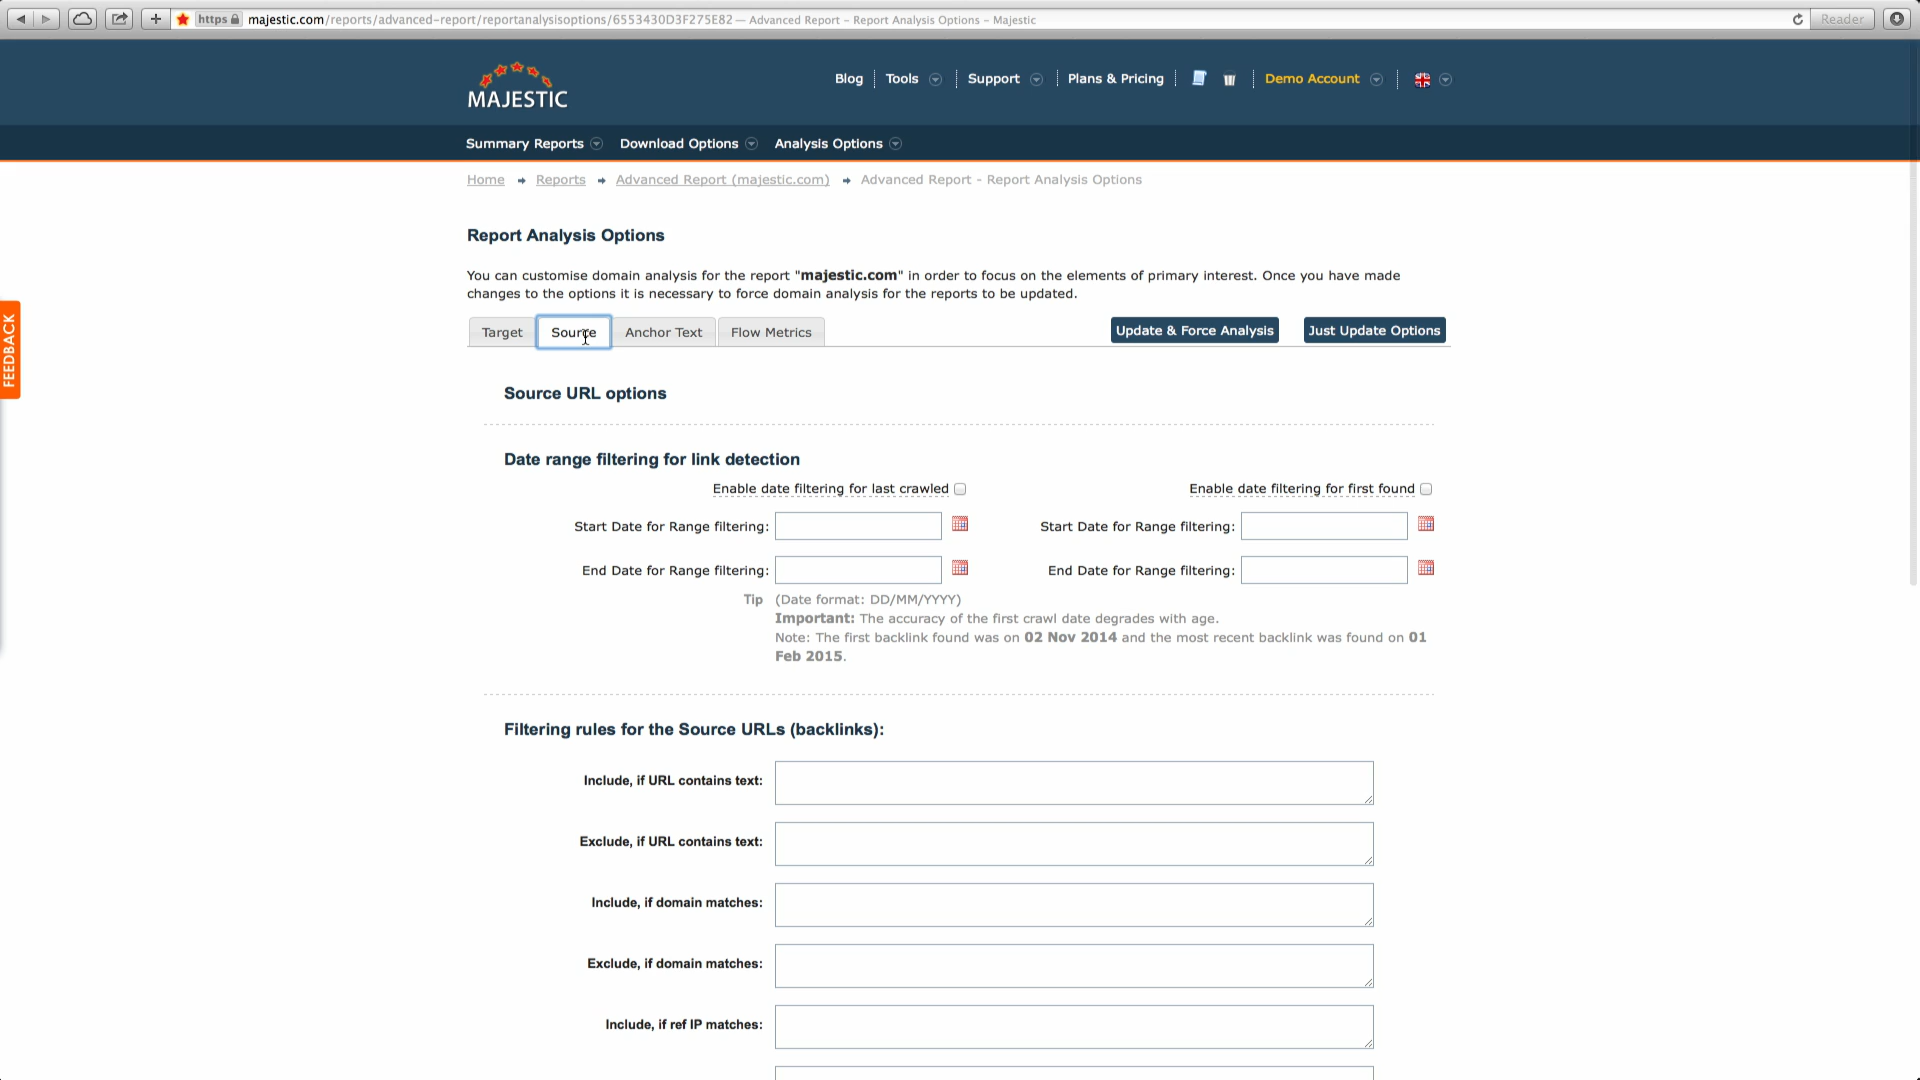 https majestic.com/reports/advanced-report/reportanalysisoptions/6553430D3F275E82 — Advanced Report – Report Analysis Options – Majestic
Reader
MAJESTIC
Blog Tools Support Plans & Pricing Demo Account
Summary Reports Download Options Analysis Options
Home Reports Advanced Report (majestic.com) Advanced Report - Report Analysis Options
Report Analysis Options
You can customise domain analysis for the report "majestic.com" in order to focus on the elements of primary interest. Once you have made
changes to the options it is necessary to force domain analysis for the reports to be updated.
FEEDBACK
Target Source Anchor Text Flow Metrics Update & Force Analysis Just Update Options
Source URL options
Date range filtering for link detection
Enable date filtering for last crawled Enable date filtering for first found
Start Date for Range filtering: Start Date for Range filtering:
End Date for Range filtering: End Date for Range filtering:
Tip (Date format: DD/MM/YYYY)
Important: The accuracy of the first crawl date degrades with age.
Note: The first backlink found was on 02 Nov 2014 and the most recent backlink was found on 01
Feb 2015.
Filtering rules for the Source URLs (backlinks):
Include, if URL contains text:
Exclude, if URL contains text:
Include, if domain matches:
Exclude, if domain matches:
Include, if ref IP matches: